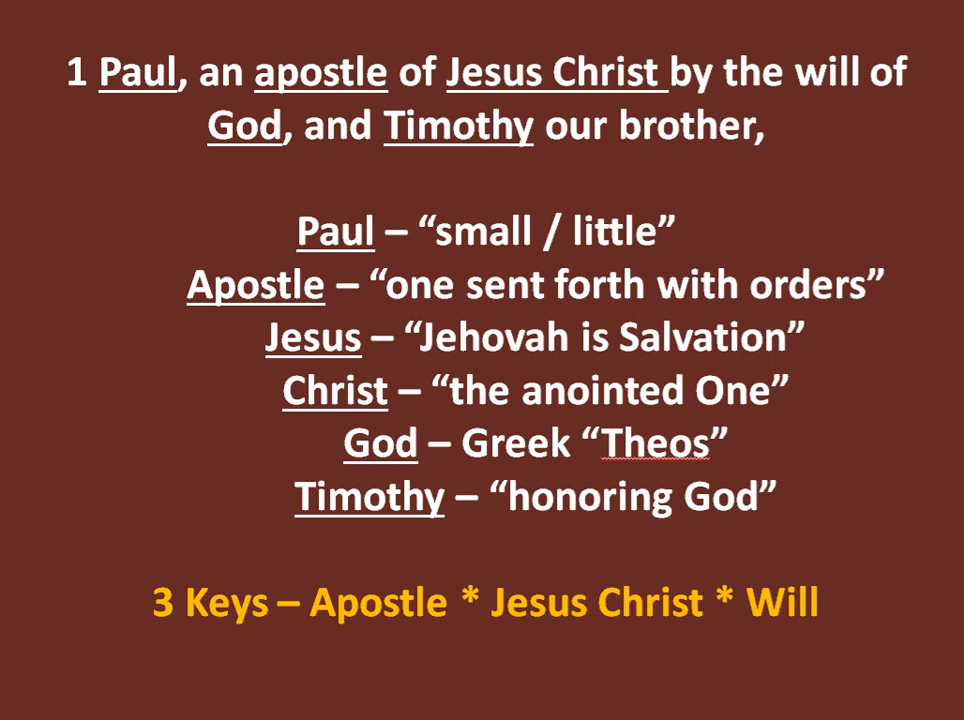 1 Paul, an apostle of Jesus Christ by the will of
God, and Timothy our brother,
Paul – “small / little”
Apostle – “one sent forth with orders”
Jesus – “Jehovah is Salvation”
Christ – “the anointed One”
God – Greek “Theos”
Timothy – “honoring God”
3 Keys – Apostle * Jesus Christ * Will